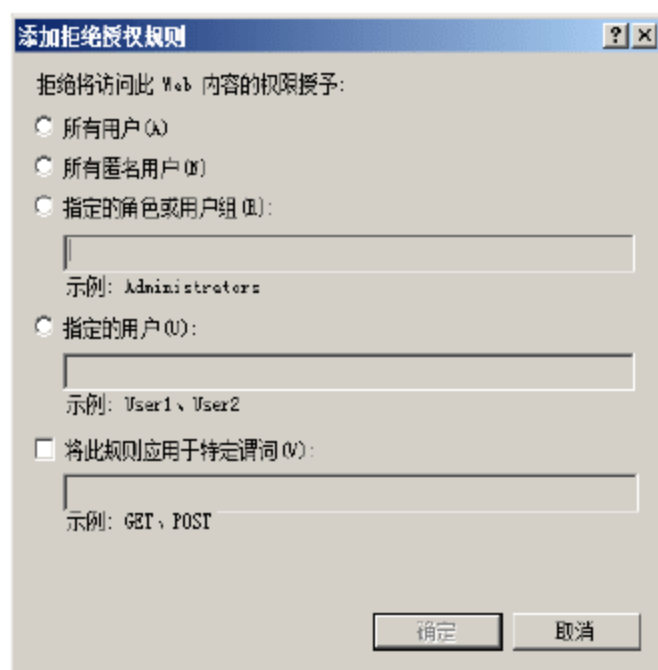 添加拒绝授权规则
拒绝将访问此 Web 内容的权限授予:
所有用户(A)
所有匿名用户(N)
指定的角色或用户组(R):
示例: Administrators
指定的用户(U):
示例: User1、User2
将此规则应用于特定谓词(V):
示例: GET、POST
确定 取消